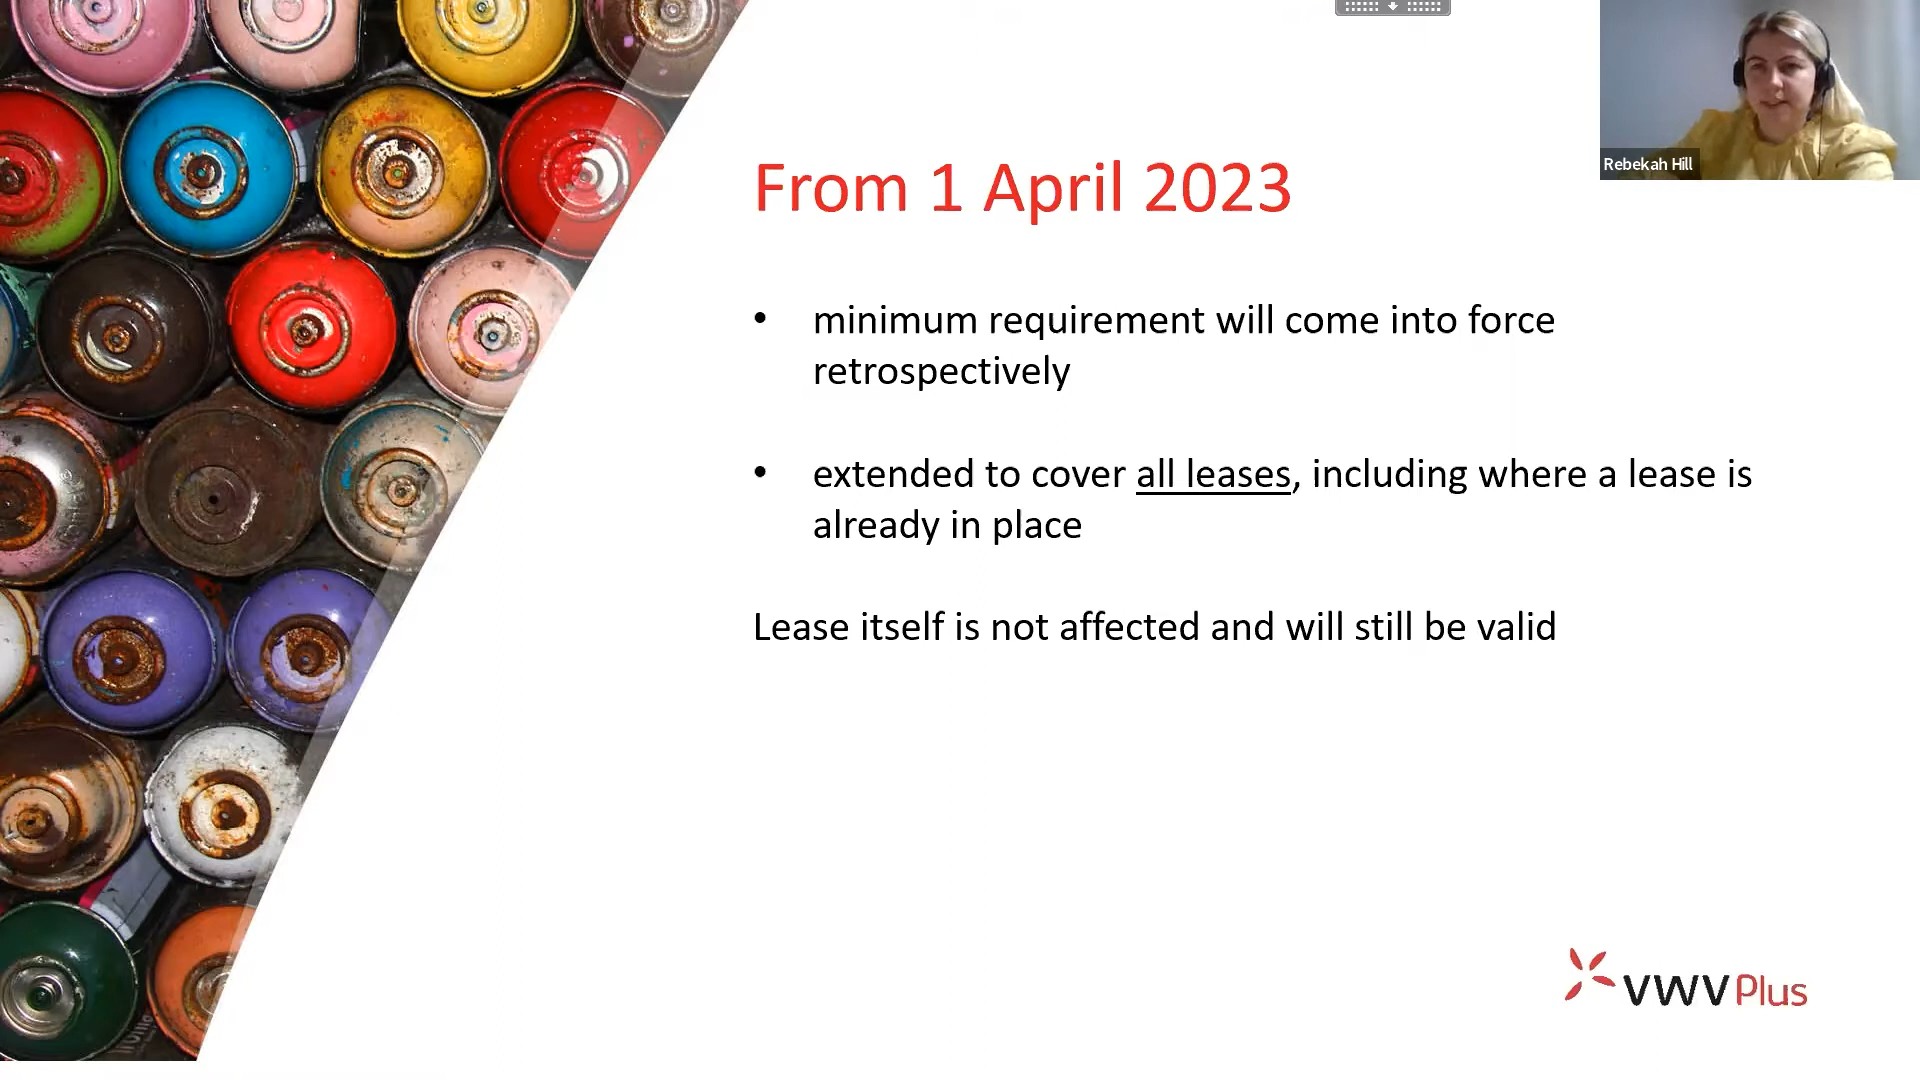 Rebekah Hill
From 1 April 2023
• minimum requirement will come into force
retrospectively
• extended to cover all leases, including where a lease is
already in place
Lease itself is not affected and will still be valid
VWV Plus